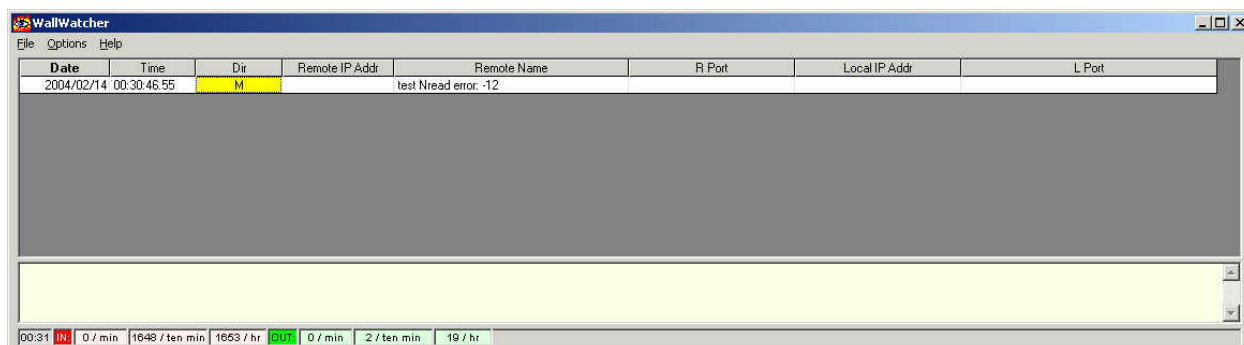 WallWatcher
File Options Help
Date Time Dir Remote IP Addr Remote Name R Port Local IP Addr L Port
2004/02/14 00:30:46.55 M test Nread error: -12
00:31 IN: 0 / min 1648 / ten min 1653 / hr OUT: 0 / min 2 / ten min 19 / hr